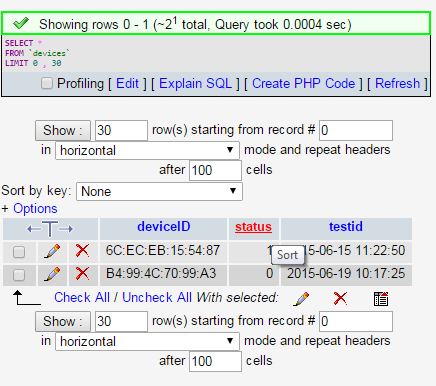 Showing rows 0 - 1 (~2¹ total, Query took 0.0004 sec)
SELECT *
FROM `devices`
LIMIT 0 , 30
Profiling [ Edit ] [ Explain SQL ] [ Create PHP Code ] [ Refresh ]
Show : 30 row(s) starting from record # 0
in horizontal mode and repeat headers
after 100 cells
Sort by key: None
+ Options
←T→ deviceID status testid
6C:EC:EB:15:54:87 1 5-06-15 11:22:50
Sort
B4:99:4C:70:99:A3 0 2015-06-19 10:17:25
Check All / Uncheck All With selected:
Show : 30 row(s) starting from record # 0
in horizontal mode and repeat headers
after 100 cells